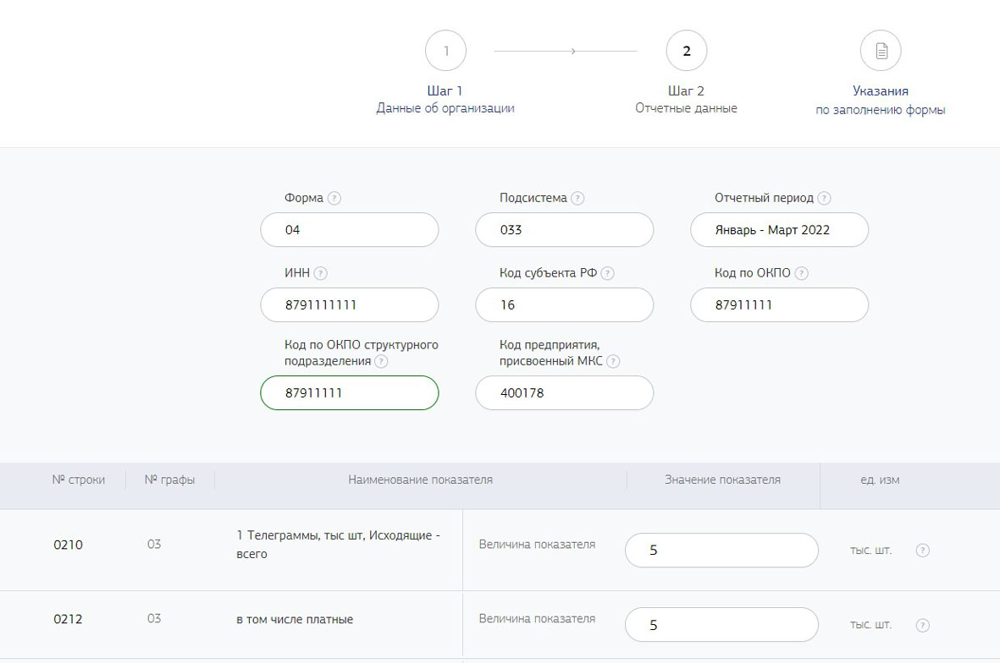 1
2
Шаг 1
Данные об организации
Шаг 2
Отчетные данные
Указания
по заполнению формы
Форма ?
Подсистема ?
Отчетный период ?
04
033
Январь - Март 2022
ИНН ?
Код субъекта РФ ?
Код по ОКПО ?
8791111111
16
87911111
Код по ОКПО структурного
подразделения ?
Код предприятия,
присвоенный МКС ?
87911111
400178
№ строки
№ графы
Наименование показателя
Значение показателя
ед. изм
0210
03
1 Телеграммы, тыс шт, Исходящие -
всего
Величина показателя
5
тыс. шт.
?
0212
03
в том числе платные
Величина показателя
5
тыс. шт.
?